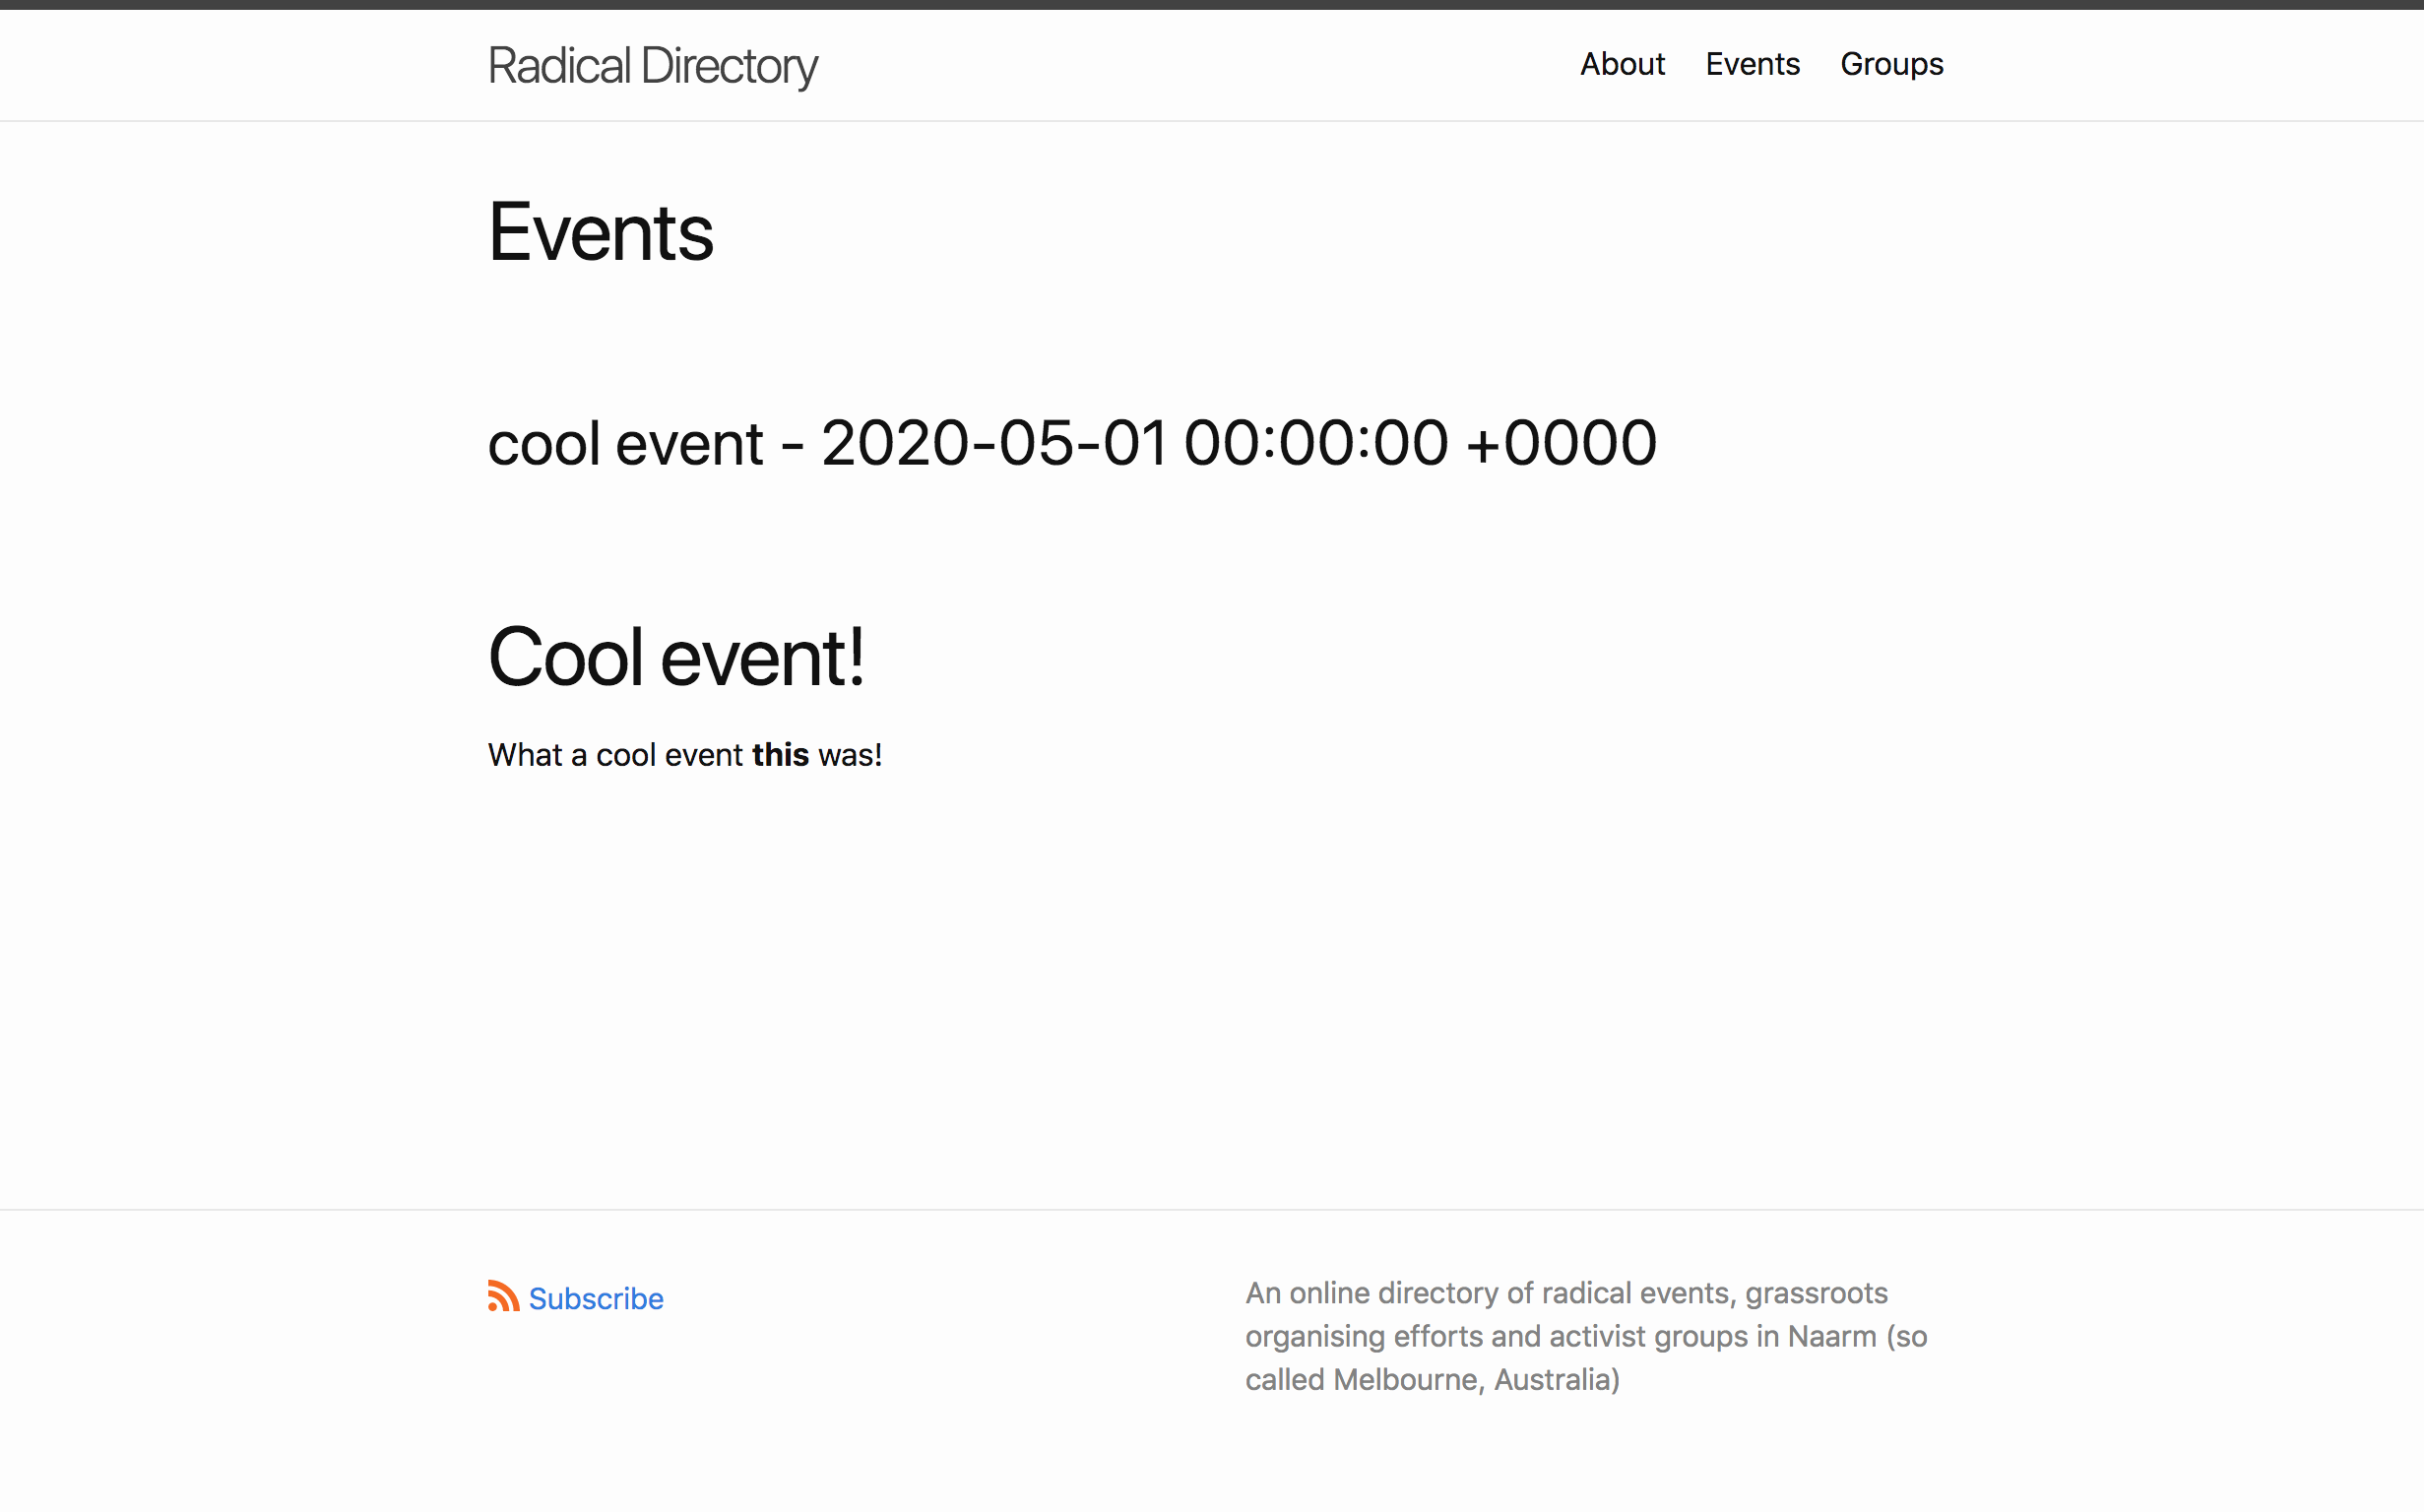 Radical Directory
About Events Groups
Events
cool event - 2020-05-01 00:00:00 +0000
Cool event!
What a cool event this was!
Subscribe
An online directory of radical events, grassroots
organising efforts and activist groups in Naarm (so
called Melbourne, Australia)